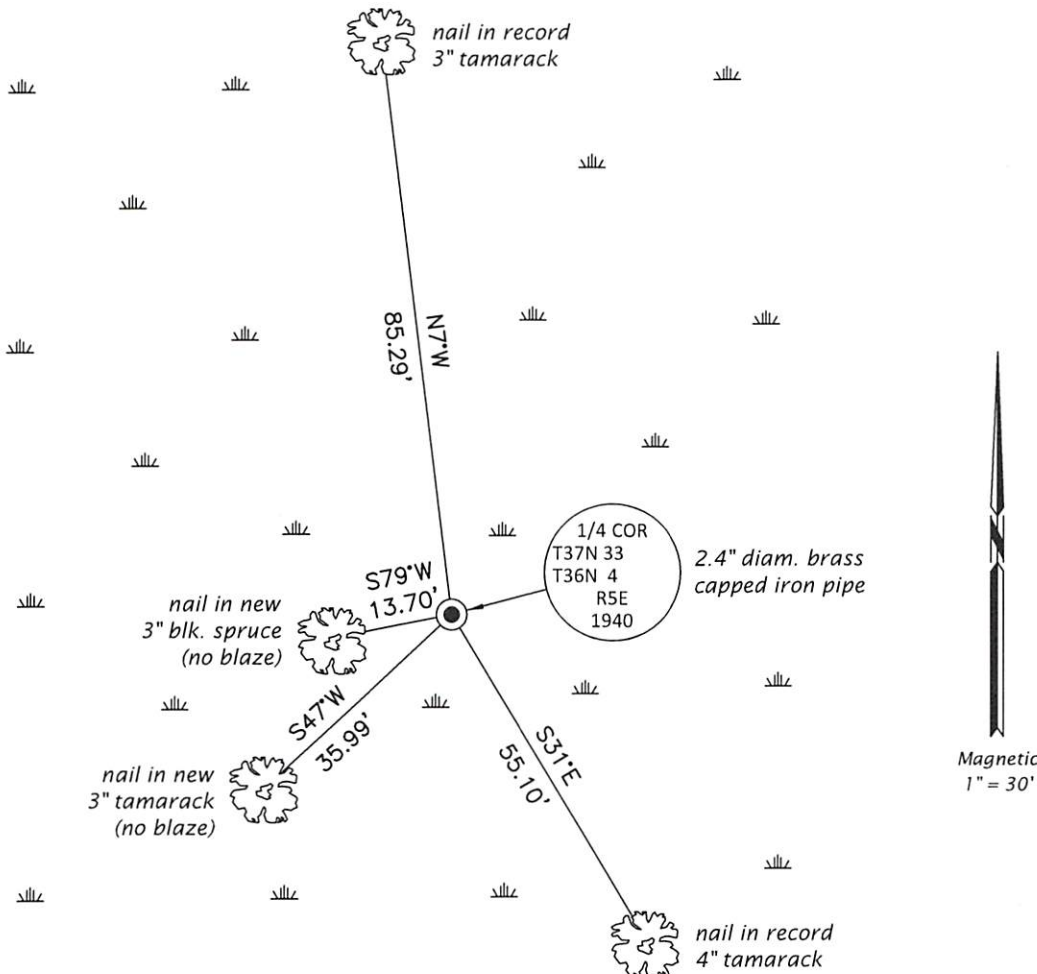 nail in record
3" tamarack
N7°W
85.29'
1/4 COR
T37N 33
T36N 4
R5E
1940
2.4" diam. brass
capped iron pipe
S79°W
13.70'
nail in new
3" blk. spruce
(no blaze)
S47°W
35.99'
nail in new
3" tamarack
(no blaze)
S31°E
55.10'
nail in record
4" tamarack
N
Magnetic
1" = 30'